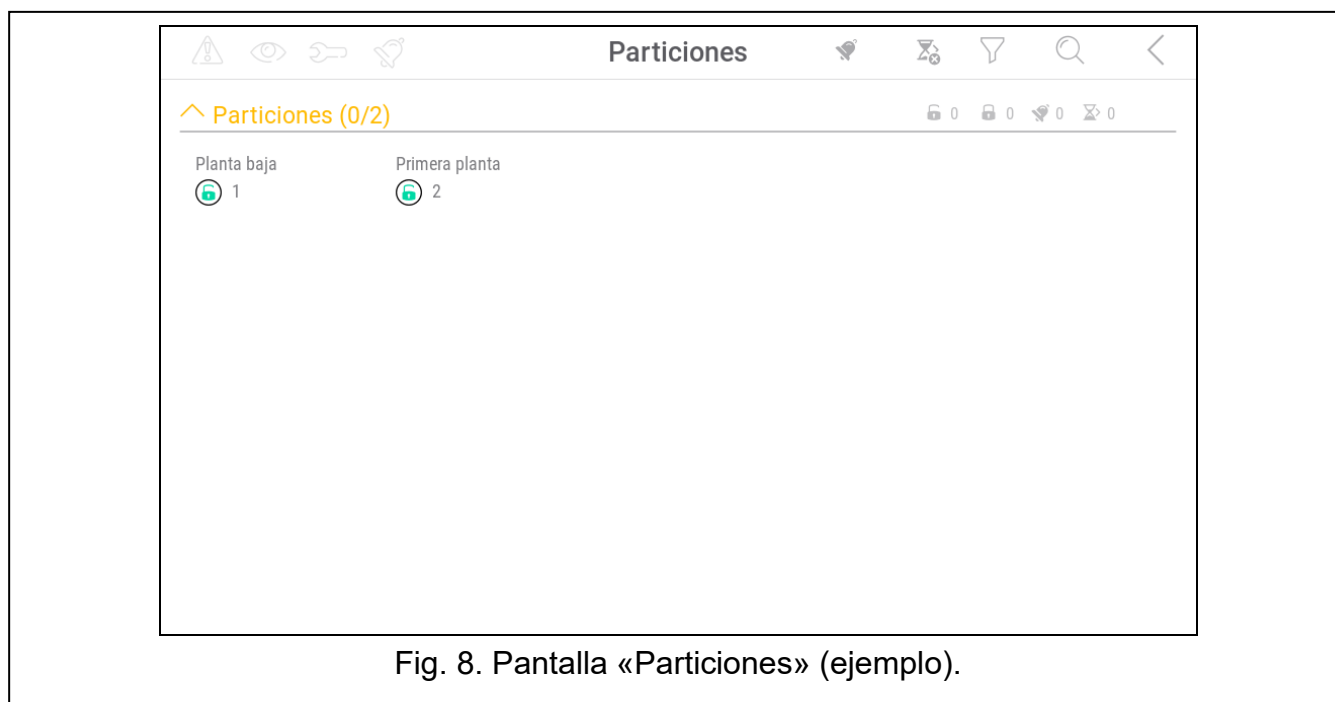 Particiones
Particiones (0/2)
0 0 0 0
Planta baja
Primera planta
1
2
Fig. 8. Pantalla «Particiones» (ejemplo).